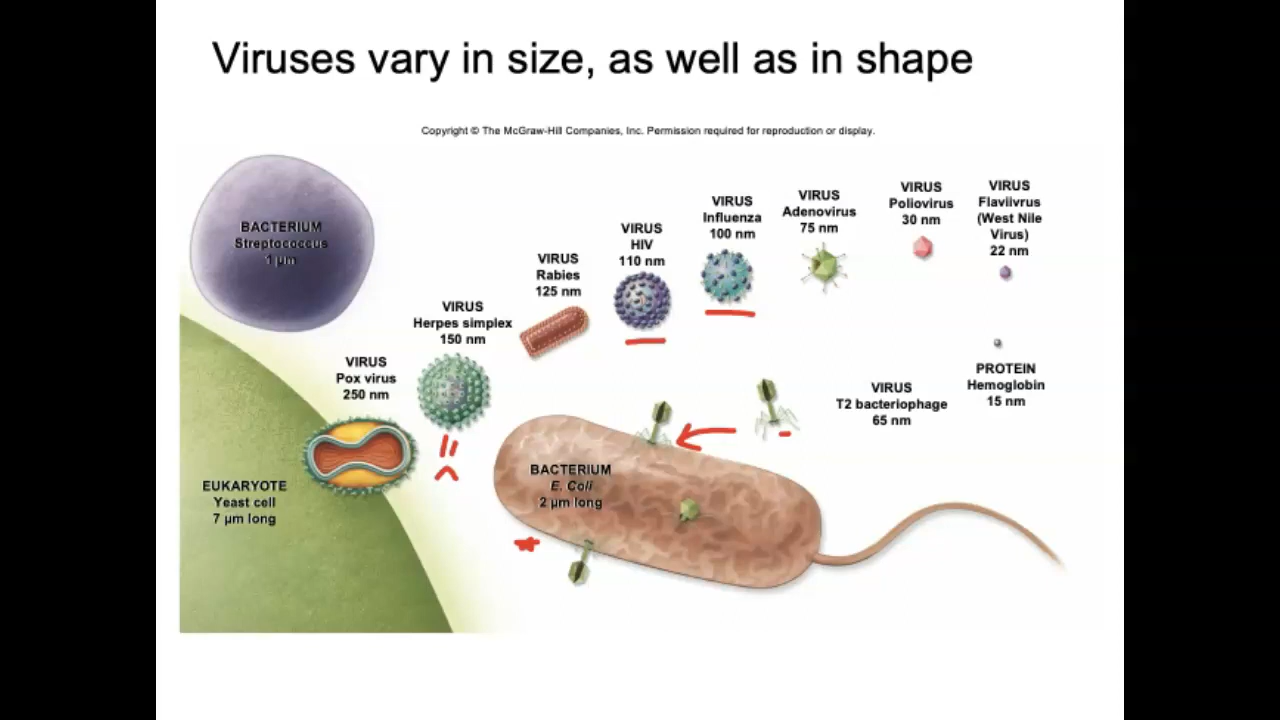 Viruses vary in size, as well as in shape
Copyright © The McGraw-Hill Companies, Inc. Permission required for reproduction or display.
BACTERIUM
Streptococcus
1 µm
VIRUS
Pox virus
250 nm
VIRUS
Herpes simplex
150 nm
VIRUS
Rabies
125 nm
VIRUS
HIV
110 nm
VIRUS
Influenza
100 nm
VIRUS
Adenovirus
75 nm
VIRUS
Poliovirus
30 nm
VIRUS
Flaviivrus
(West Nile
Virus)
22 nm
PROTEIN
Hemoglobin
15 nm
VIRUS
T2 bacteriophage
65 nm
BACTERIUM
E. Coli
2 µm long
EUKARYOTE
Yeast cell
7 µm long